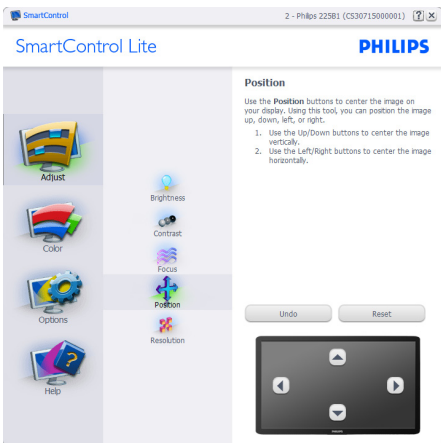 SmartControl
2 - Philips 225B1 (CS30715000001)
SmartControl Lite
PHILIPS
Adjust
Color
Options
Help
Brightness
Contrast
Focus
Position
Resolution
Position
Use the Position buttons to center the image on
your display. Using this tool, you can position the image
up, down, left, or right.
1. Use the Up/Down buttons to center the image
vertically.
2. Use the Left/Right buttons to center the image
horizontally.
Undo
Reset
PHILIPS